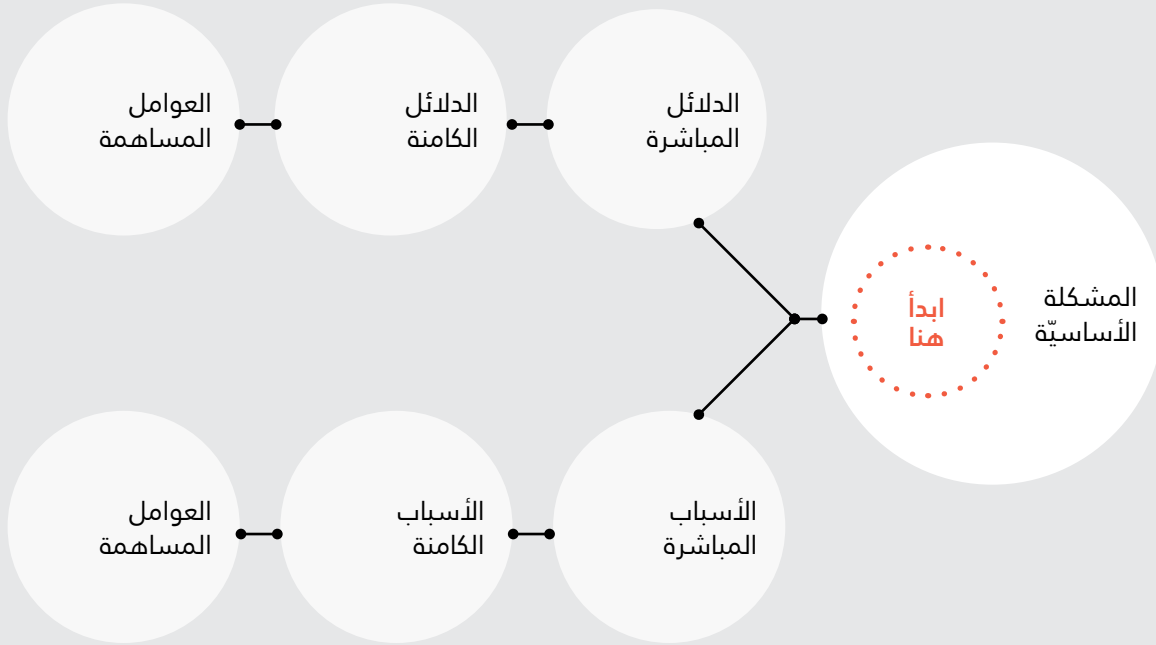 المشكلة
الأساسيّة
ابدأ
هنا
الدلائل
المباشرة
الدلائل
الكامنة
العوامل
المساهمة
الأسباب
المباشرة
الأسباب
الكامنة
العوامل
المساهمة